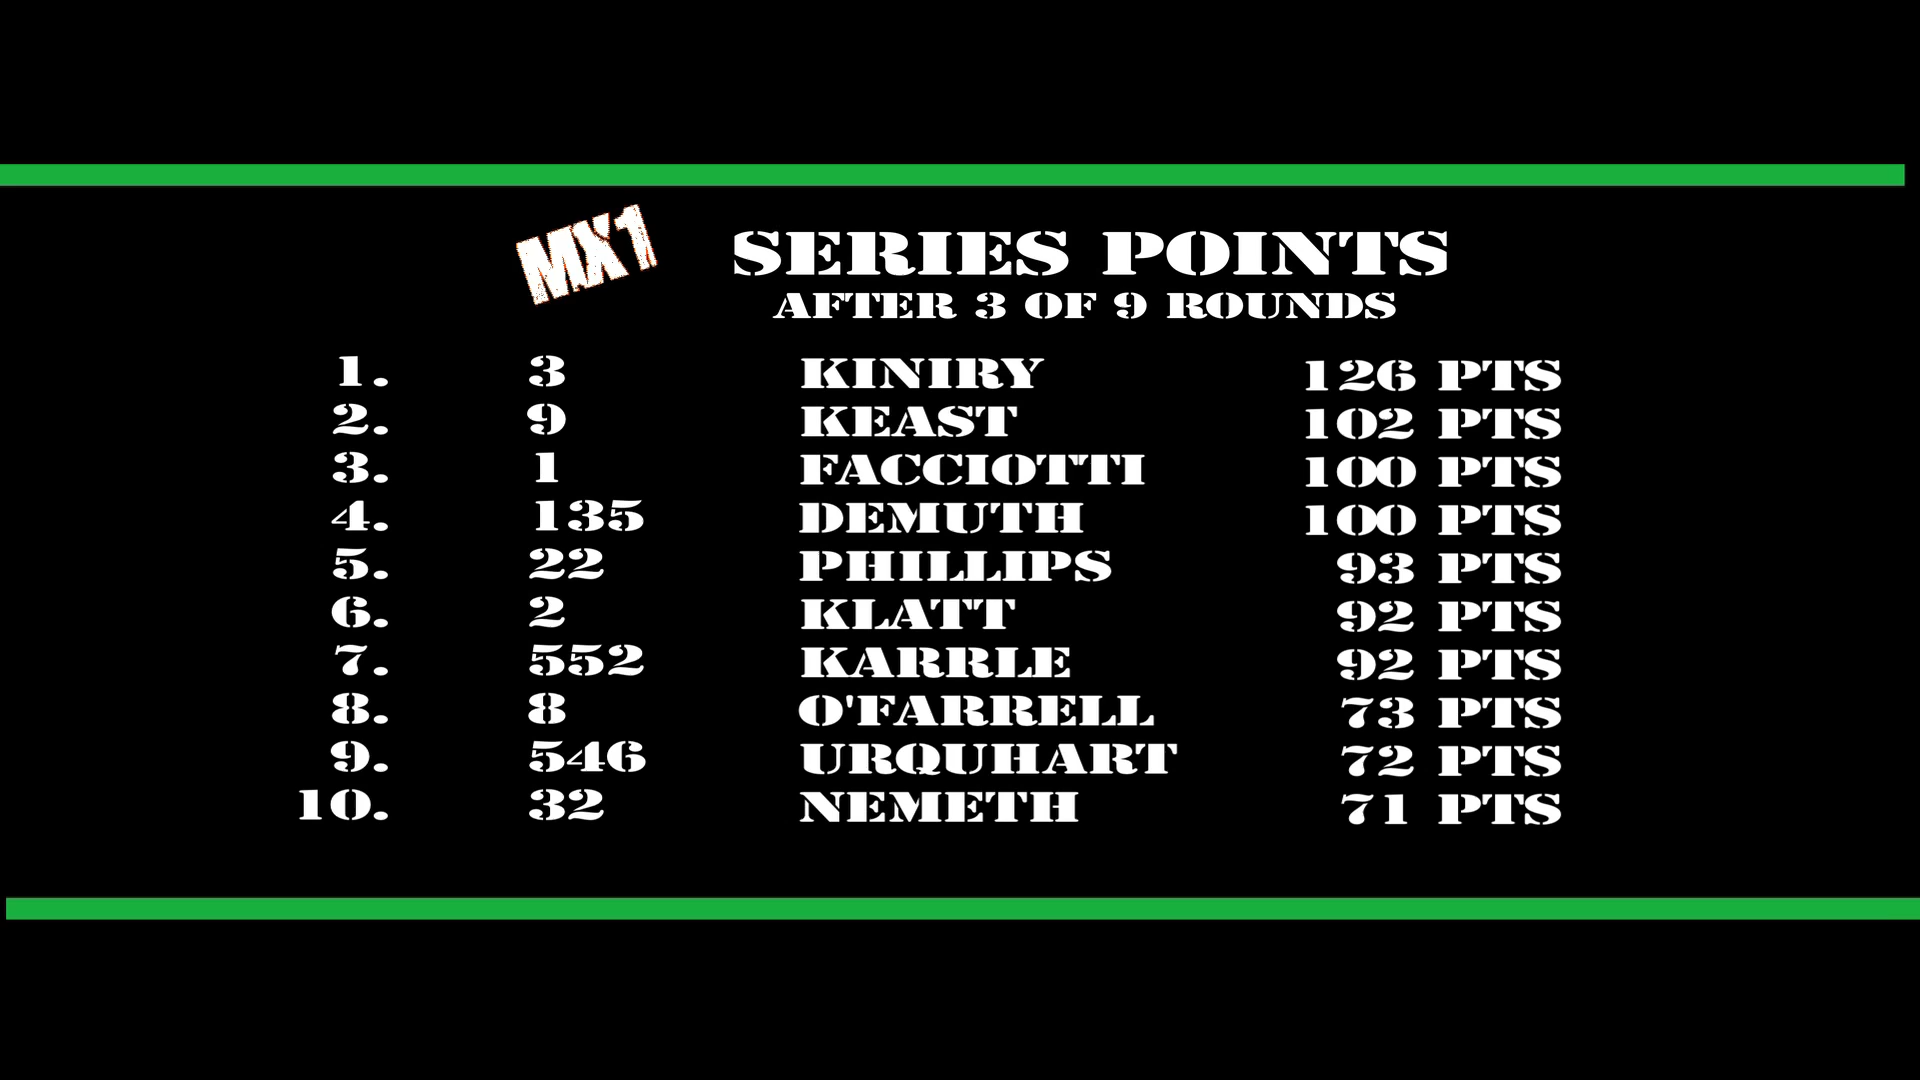 MX1 SERIES POINTS
AFTER 3 OF 9 ROUNDS
1. 3 KINIRY 126 PTS
2. 9 KEAST 102 PTS
3. 1 FACCIOTTI 100 PTS
4. 135 DEMUTH 100 PTS
5. 22 PHILLIPS 93 PTS
6. 2 KLATT 92 PTS
7. 552 KARRLE 92 PTS
8. 8 O'FARRELL 73 PTS
9. 546 URQUHART 72 PTS
10. 32 NEMETH 71 PTS